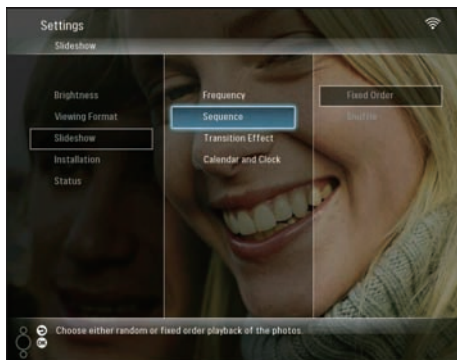 Settings
Slideshow
Brightness
Viewing Format
Slideshow
Installation
Status
Frequency
Sequence
Transition Effect
Calendar and Clock
Fixed Order
Shuffle
OK
Choose either random or fixed order playback of the photos.